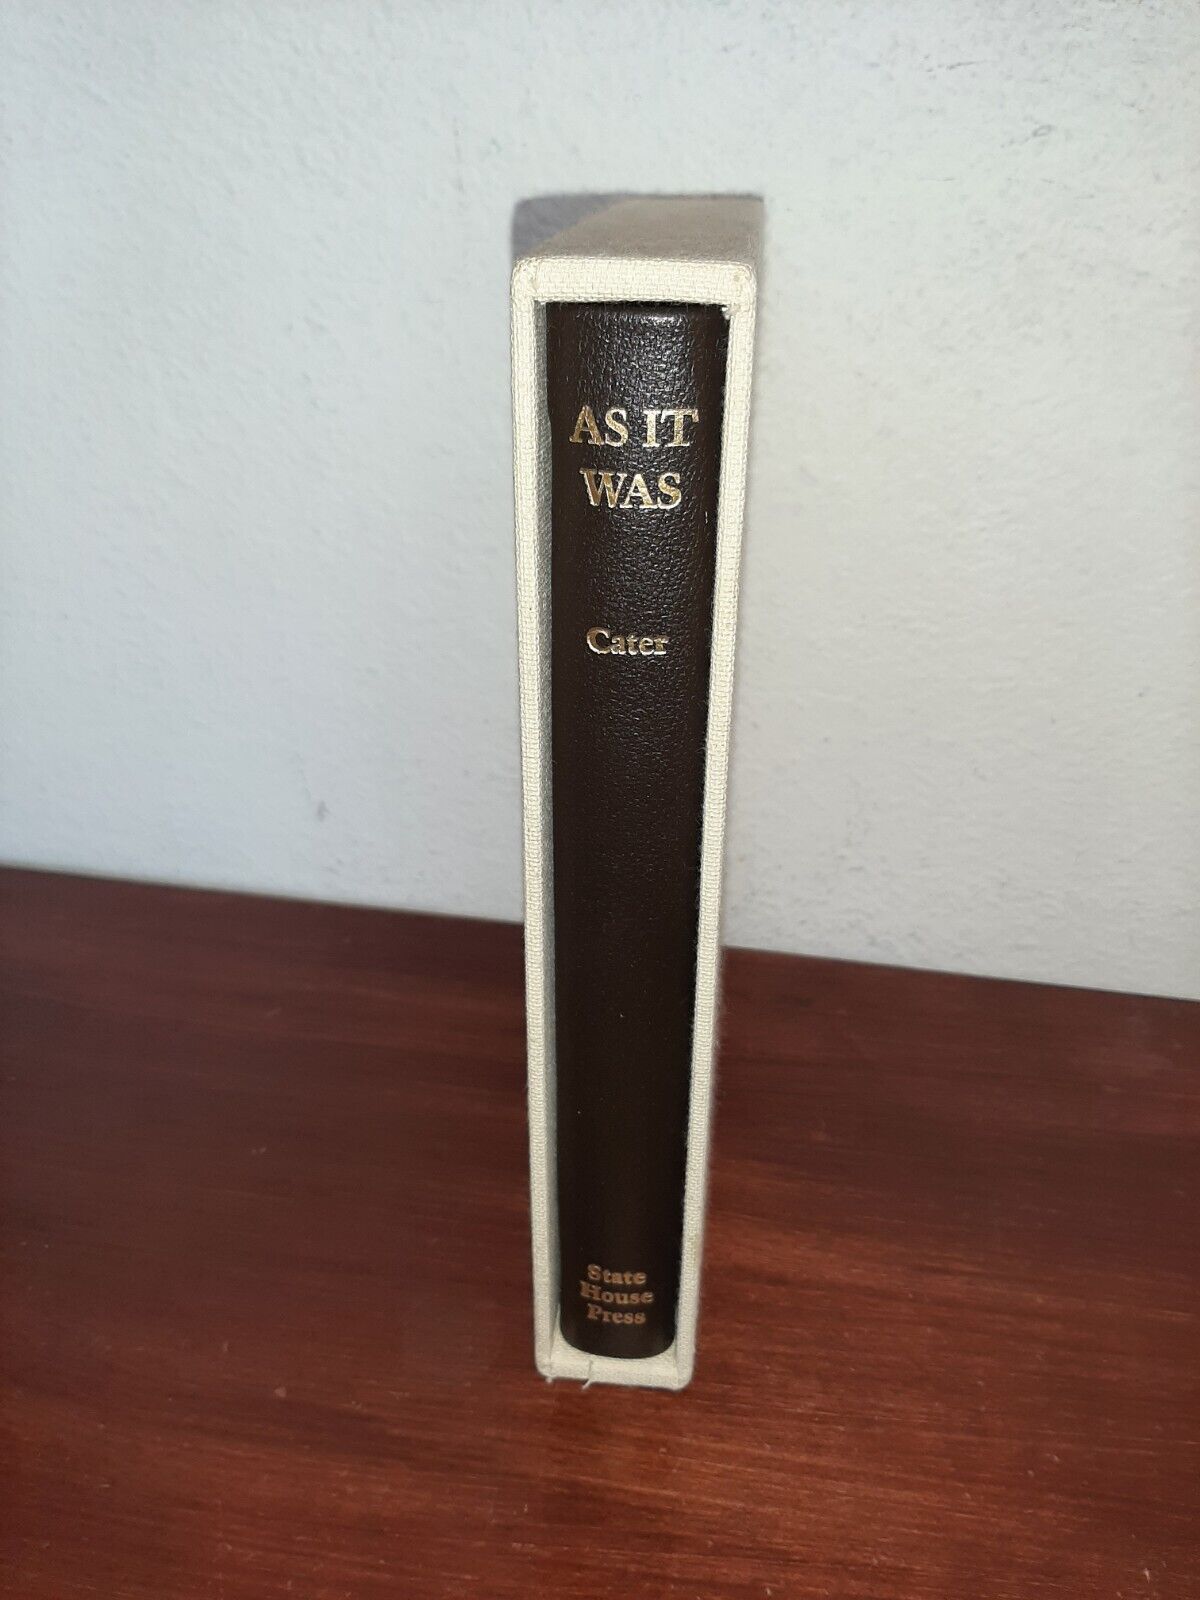 AS IT
WAS
Cater
State
House
Press